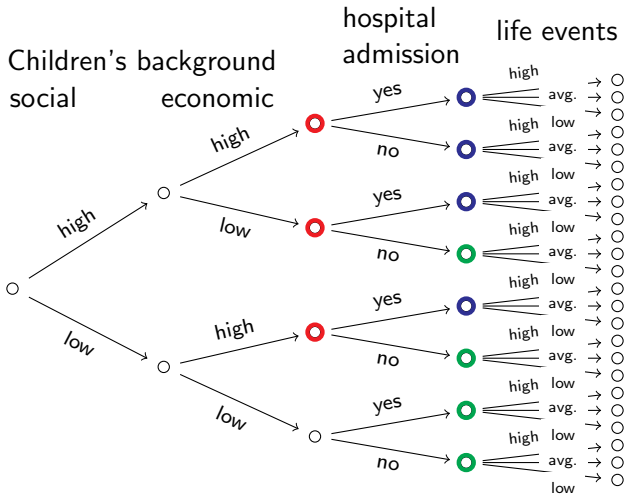 hospital
admission
life events
Children's background
social
economic
high
low
high
low
high
low
yes
no
yes
no
yes
no
yes
no
high
avg.
low
high
avg.
low
high
avg.
low
high
avg.
low
high
avg.
low
high
avg.
low
high
avg.
low
high
avg.
low